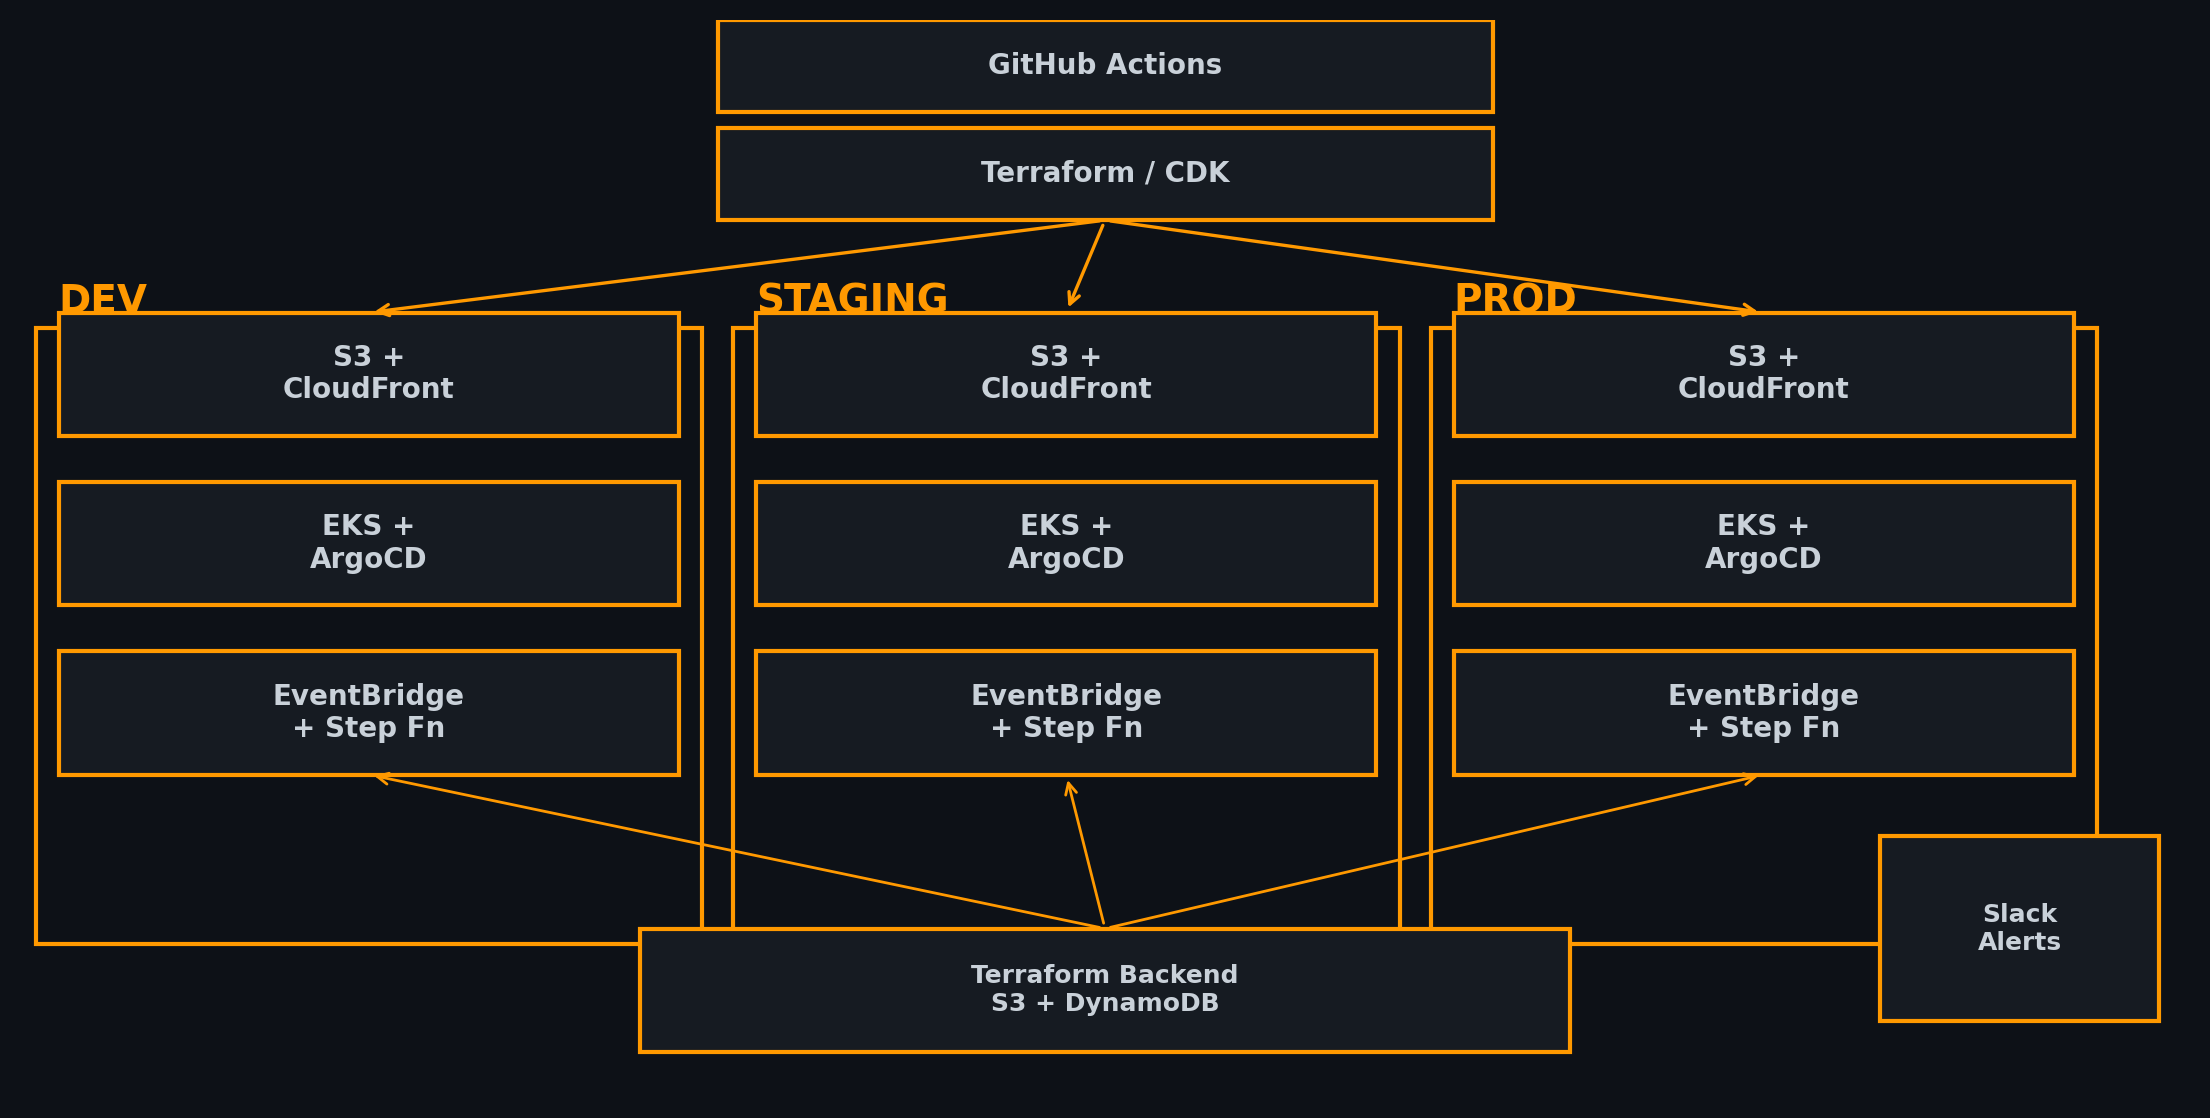 GitHub Actions
Terraform / CDK
DEV
S3 +
CloudFront
EKS +
ArgoCD
EventBridge
+ Step Fn
STAGING
S3 +
CloudFront
EKS +
ArgoCD
EventBridge
+ Step Fn
PROD
S3 +
CloudFront
EKS +
ArgoCD
EventBridge
+ Step Fn
Terraform Backend
S3 + DynamoDB
Slack
Alerts